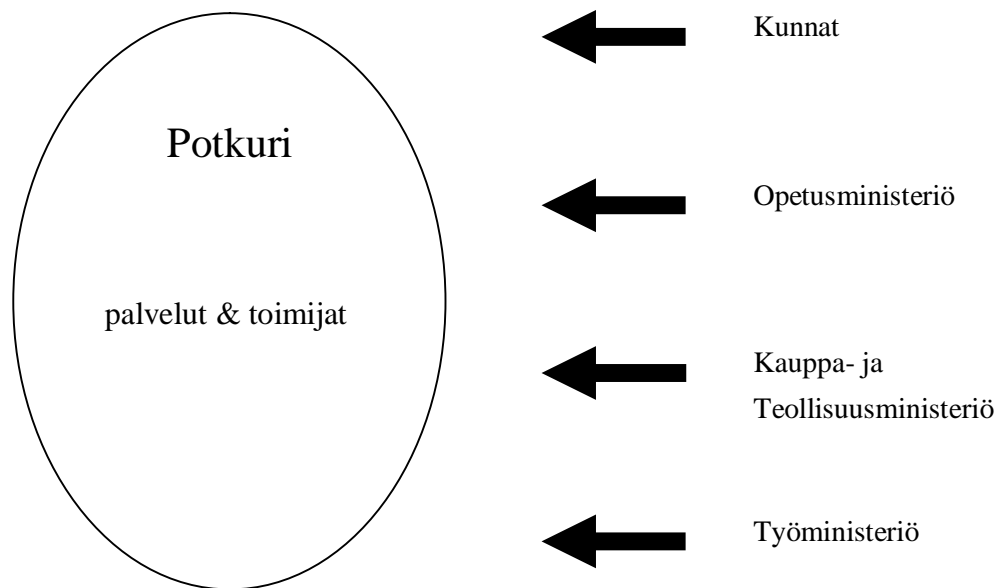 Kunnat
Potkuri
Opetusministeriö
palvelut & toimijat
Kauppa- ja
Teollisuusministeriö
Työministeriö